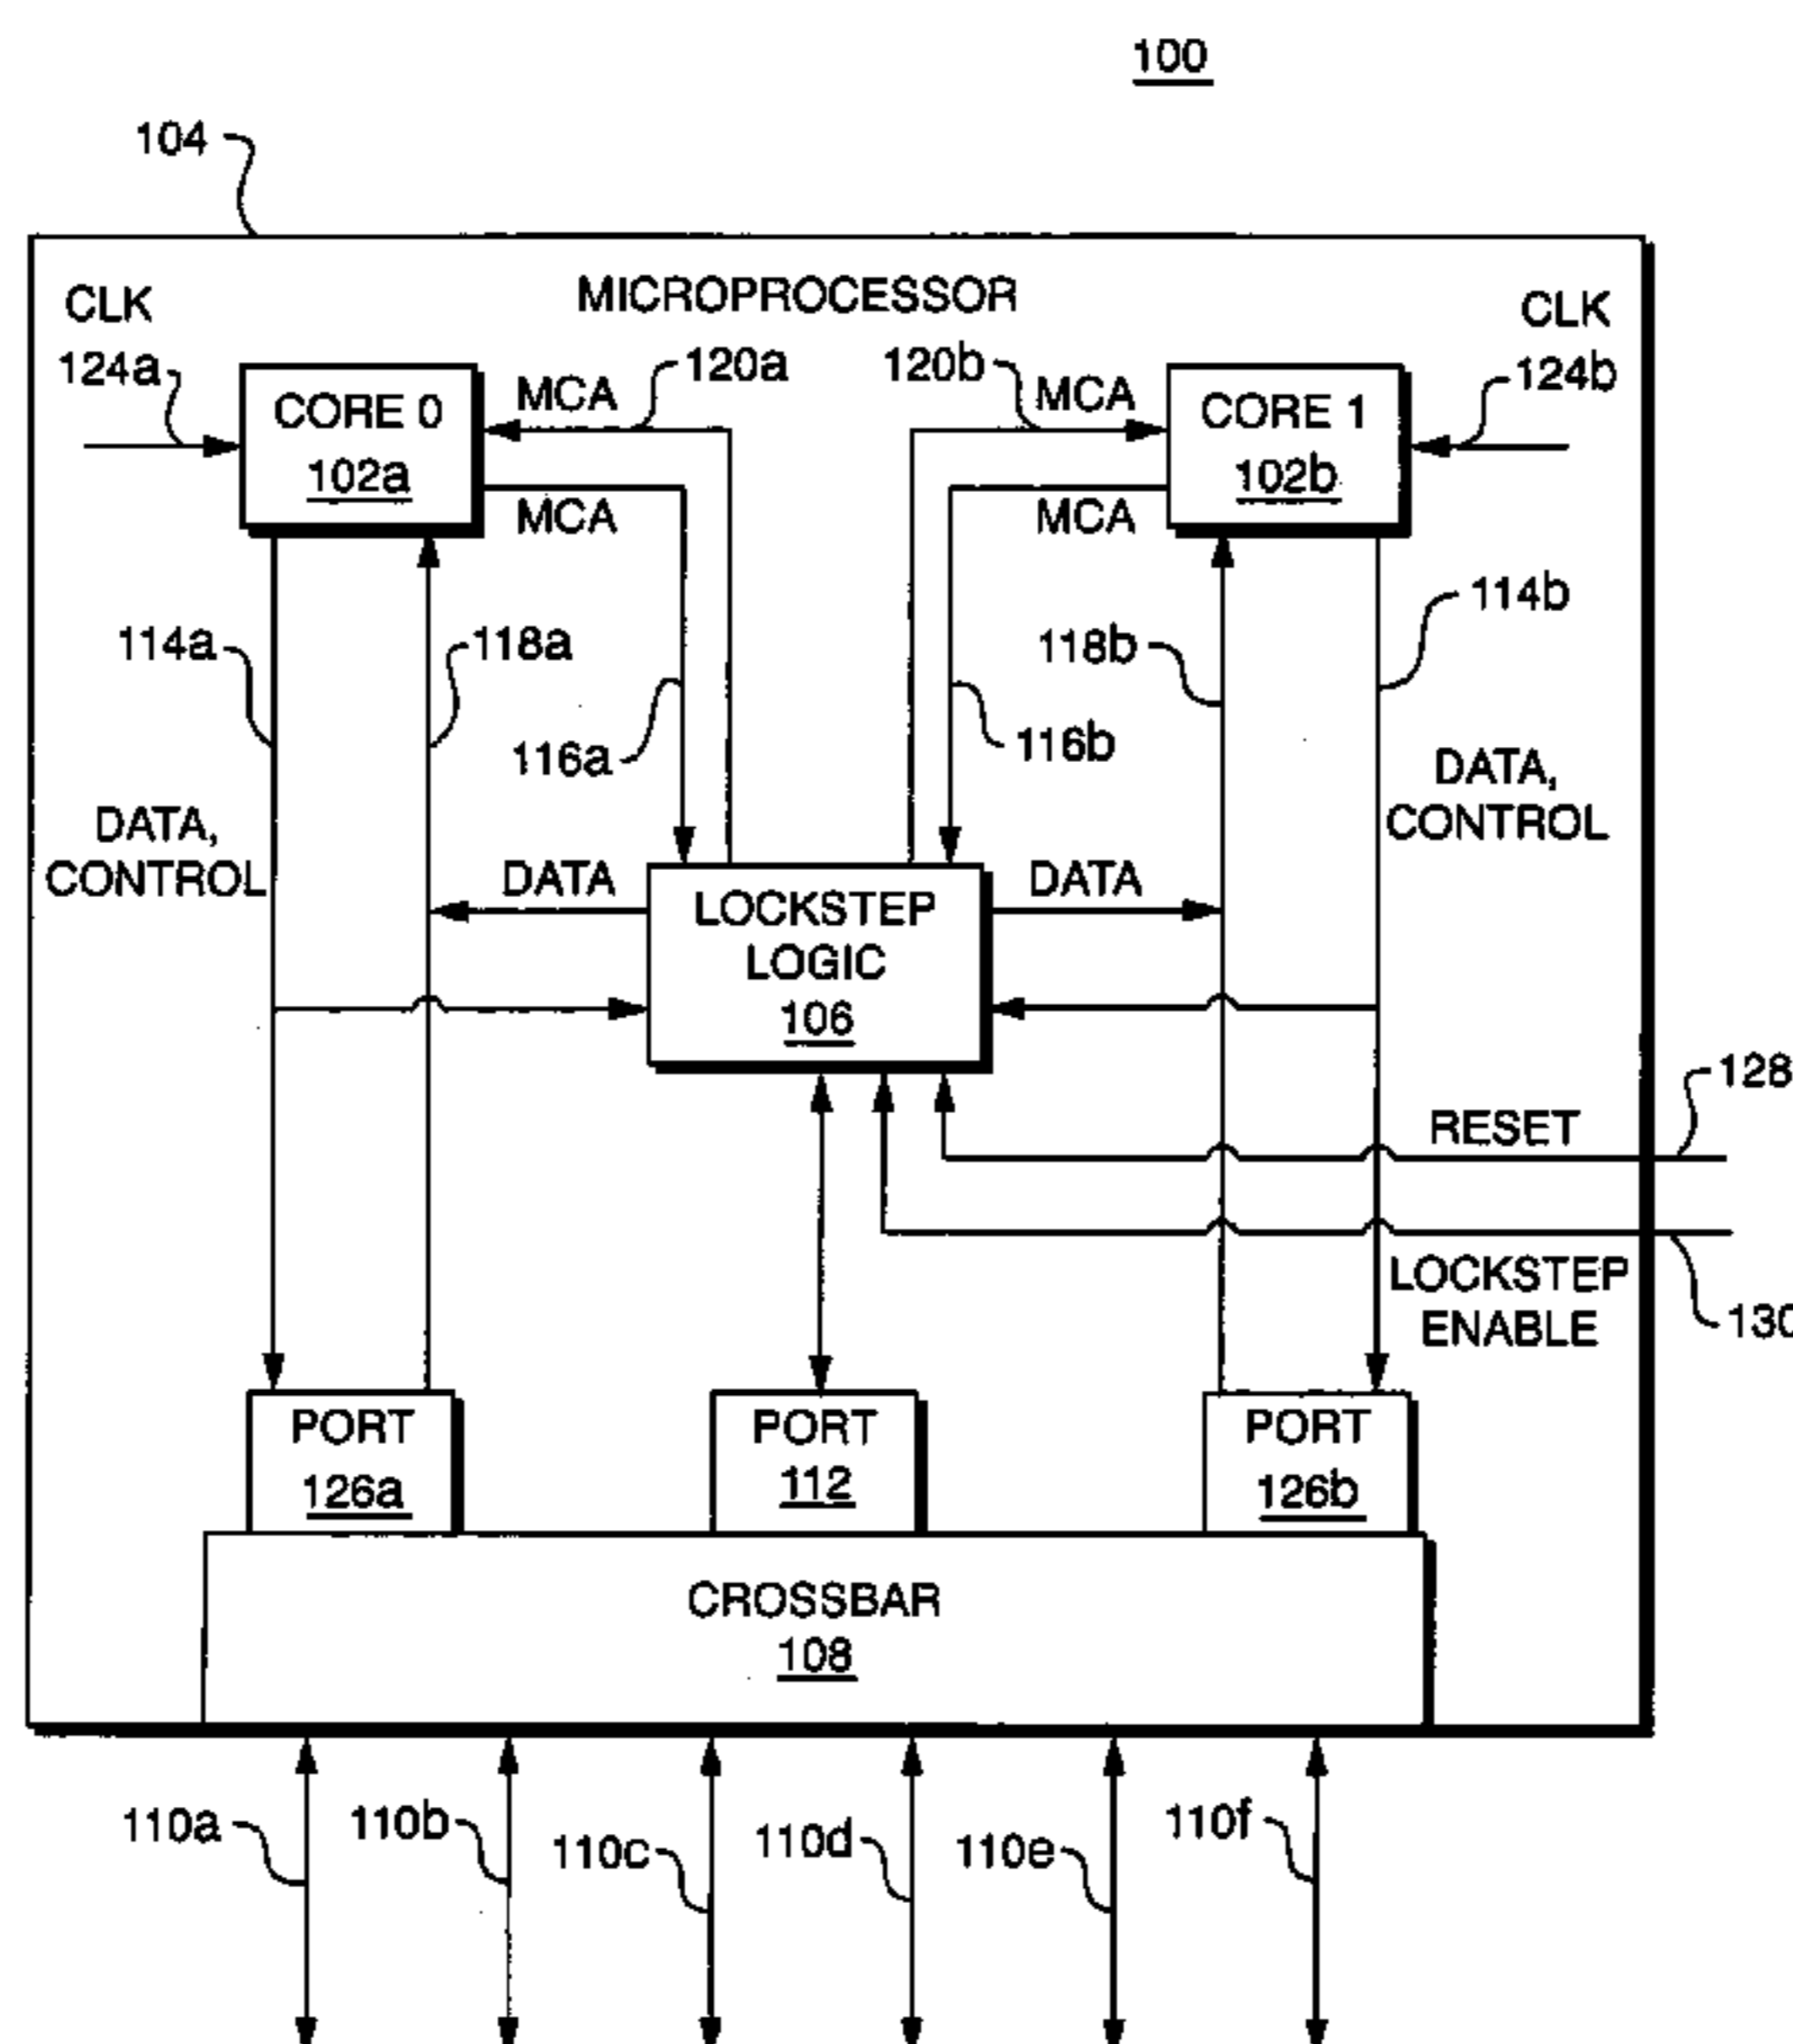 100
104
MICROPROCESSOR
CLK
124a
CLK
124b
120a
120b
CORE 0
102a
MCA
MCA
MCA
MCA
CORE 1
102b
114a
118a
116a
118b
116b
114b
DATA,
CONTROL
DATA,
CONTROL
DATA
DATA
LOCKSTEP
LOGIC
106
128
RESET
LOCKSTEP
ENABLE
130
PORT
126a
PORT
112
PORT
126b
CROSSBAR
108
110a
110b
110c
110d
110e
110f